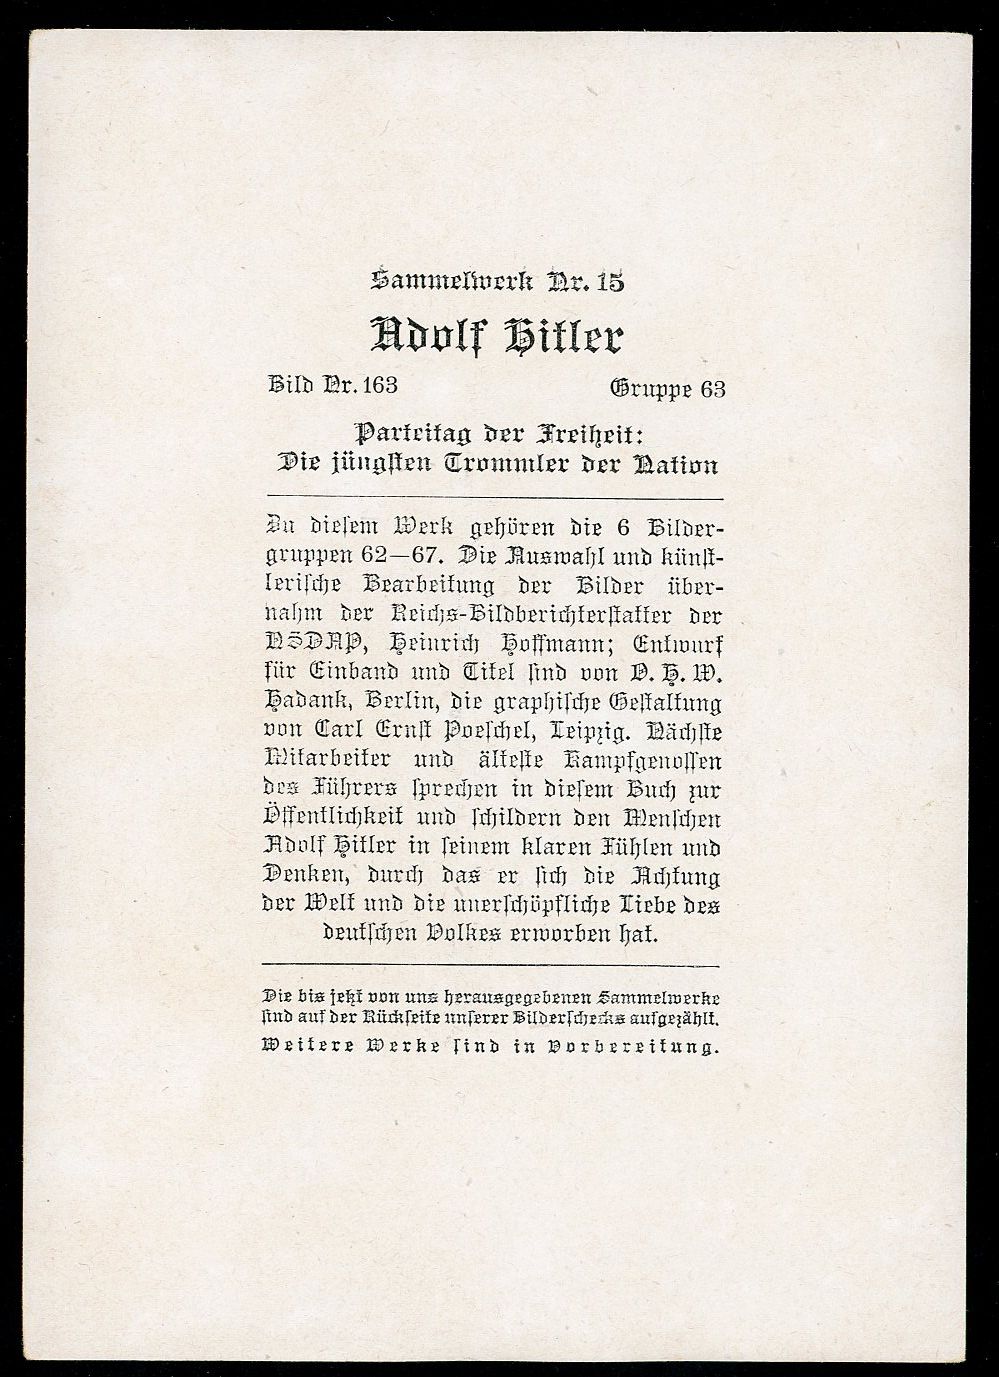 Sammelwerk Nr. 15
Adolf Hitler
Bild Nr. 163 Gruppe 63
Parteitag der Freiheit:
Die jüngsten Trommler der Nation
Zu diesem Werk gehören die 6 Bilder-
gruppen 62—67. Die Auswahl und künst-
lerische Bearbeitung der Bilder über-
nahm der Reichs-Bildberichterstatter der
NSDAP, Heinrich Hoffmann; Entwurf
für Einband und Titel sind von O. H. W.
Hadank, Berlin, die graphische Gestaltung
von Carl Ernst Poeschel, Leipzig. Nächste
Mitarbeiter und älteste Kampfgenossen
des Führers sprechen in diesem Buch zur
Öffentlichkeit und schildern den Menschen
Adolf Hitler in seinem klaren Fühlen und
Denken, durch das er sich die Achtung
der Welt und die unerschöpfliche Liebe des
deutschen Volkes erworben hat.
Die bis jetzt von uns herausgegebenen Sammelwerke
sind auf der Rückseite unserer Bilderschecks aufgezählt.
Weitere Werke sind in Vorbereitung.